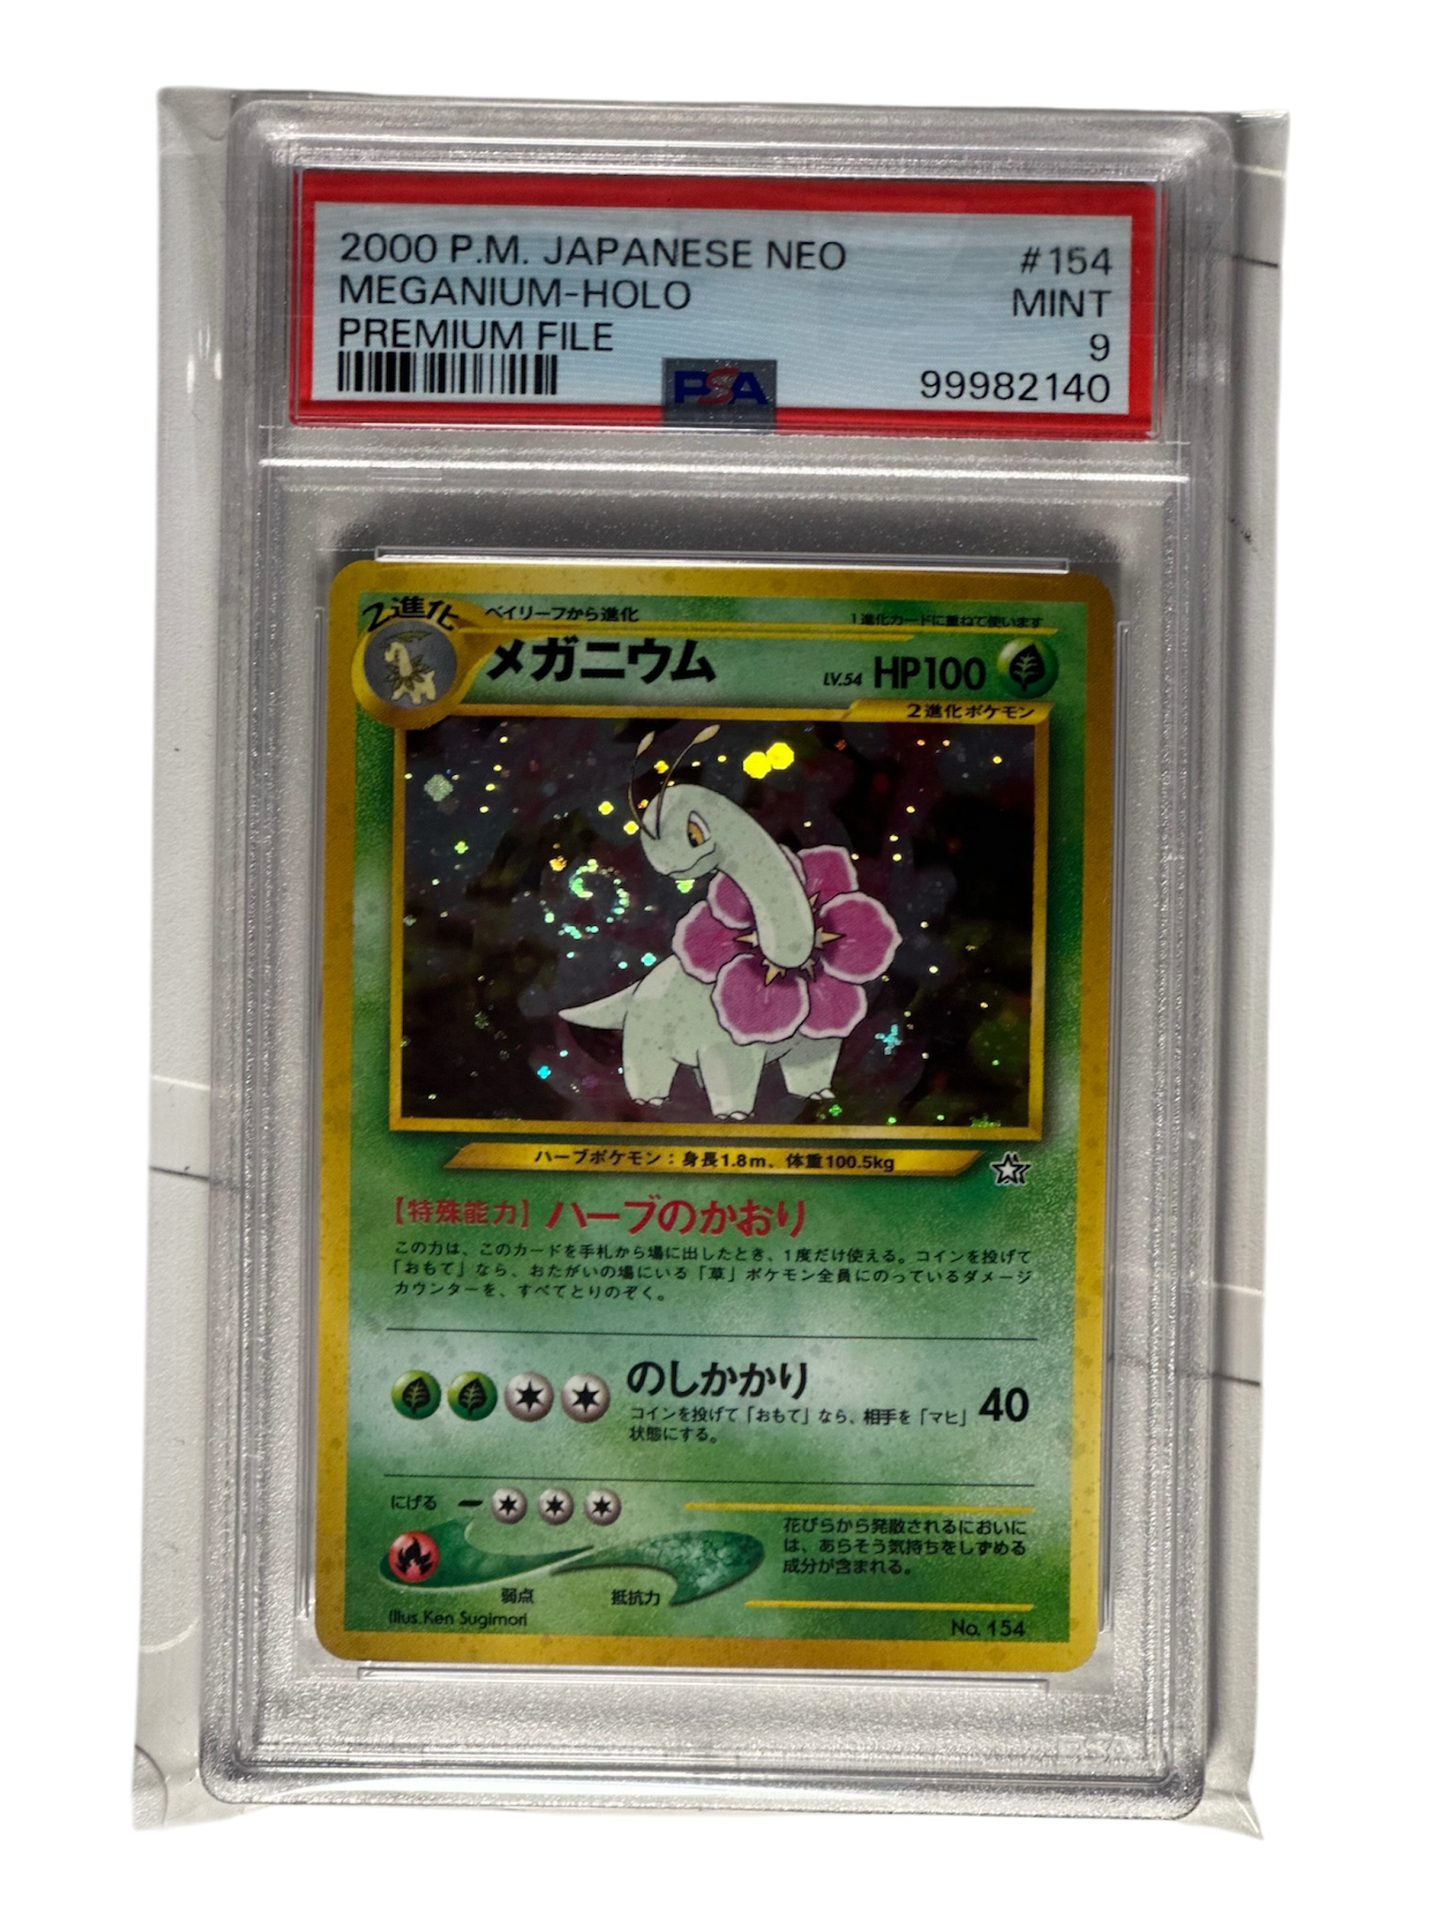 2000 P.M. JAPANESE NEO #154
MEGANIUM-HOLO MINT
PREMIUM FILE 9
PSA 99982140
2進化 ベイリーフから進化 1進化カードに重ねて使います
メガニウム LV.54 HP100
2進化ポケモン
ハーブポケモン：身長1.8m、体重100.5kg
【特殊能力】ハーブのかおり
この力は、このカードを手札から場に出したとき、1度だけ使える。コインを投げて
「おもて」なら、おたがいの場にいる「草」ポケモン全員にのっているダメージ
カウンターを、すべてとりのぞく。
のしかかり 40
コインを投げて「おもて」なら、相手を「マヒ」
状態にする。
にげる
花びらから発散されるにおいに
は、あらそう気持ちをしずめる
成分が含まれる。
弱点 抵抗力
Illus. Ken Sugimori No. 154